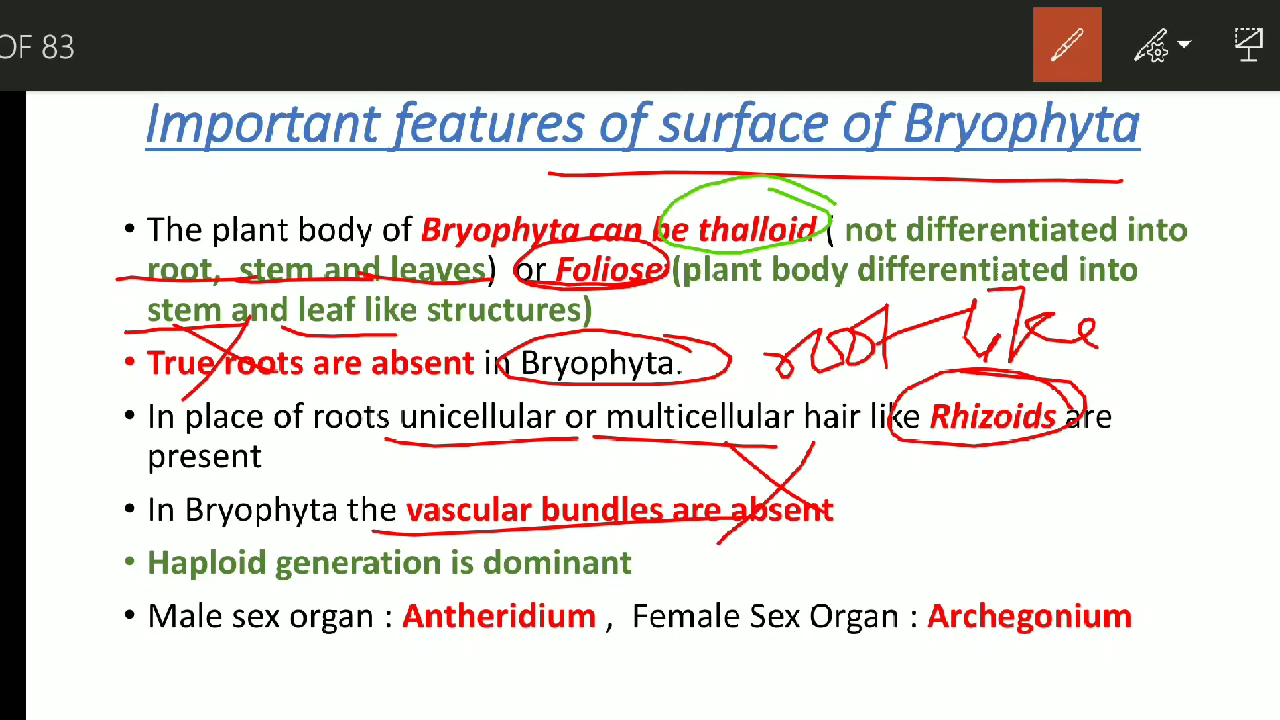 OF 83
Important features of surface of Bryophyta
• The plant body of Bryophyta can be thalloid ( not differentiated into
root, stem and leaves) or Foliose (plant body differentiated into
stem and leaf like structures)
root like
• True roots are absent in Bryophyta.
• In place of roots unicellular or multicellular hair like Rhizoids are
present
• In Bryophyta the vascular bundles are absent
• Haploid generation is dominant
• Male sex organ : Antheridium , Female Sex Organ : Archegonium